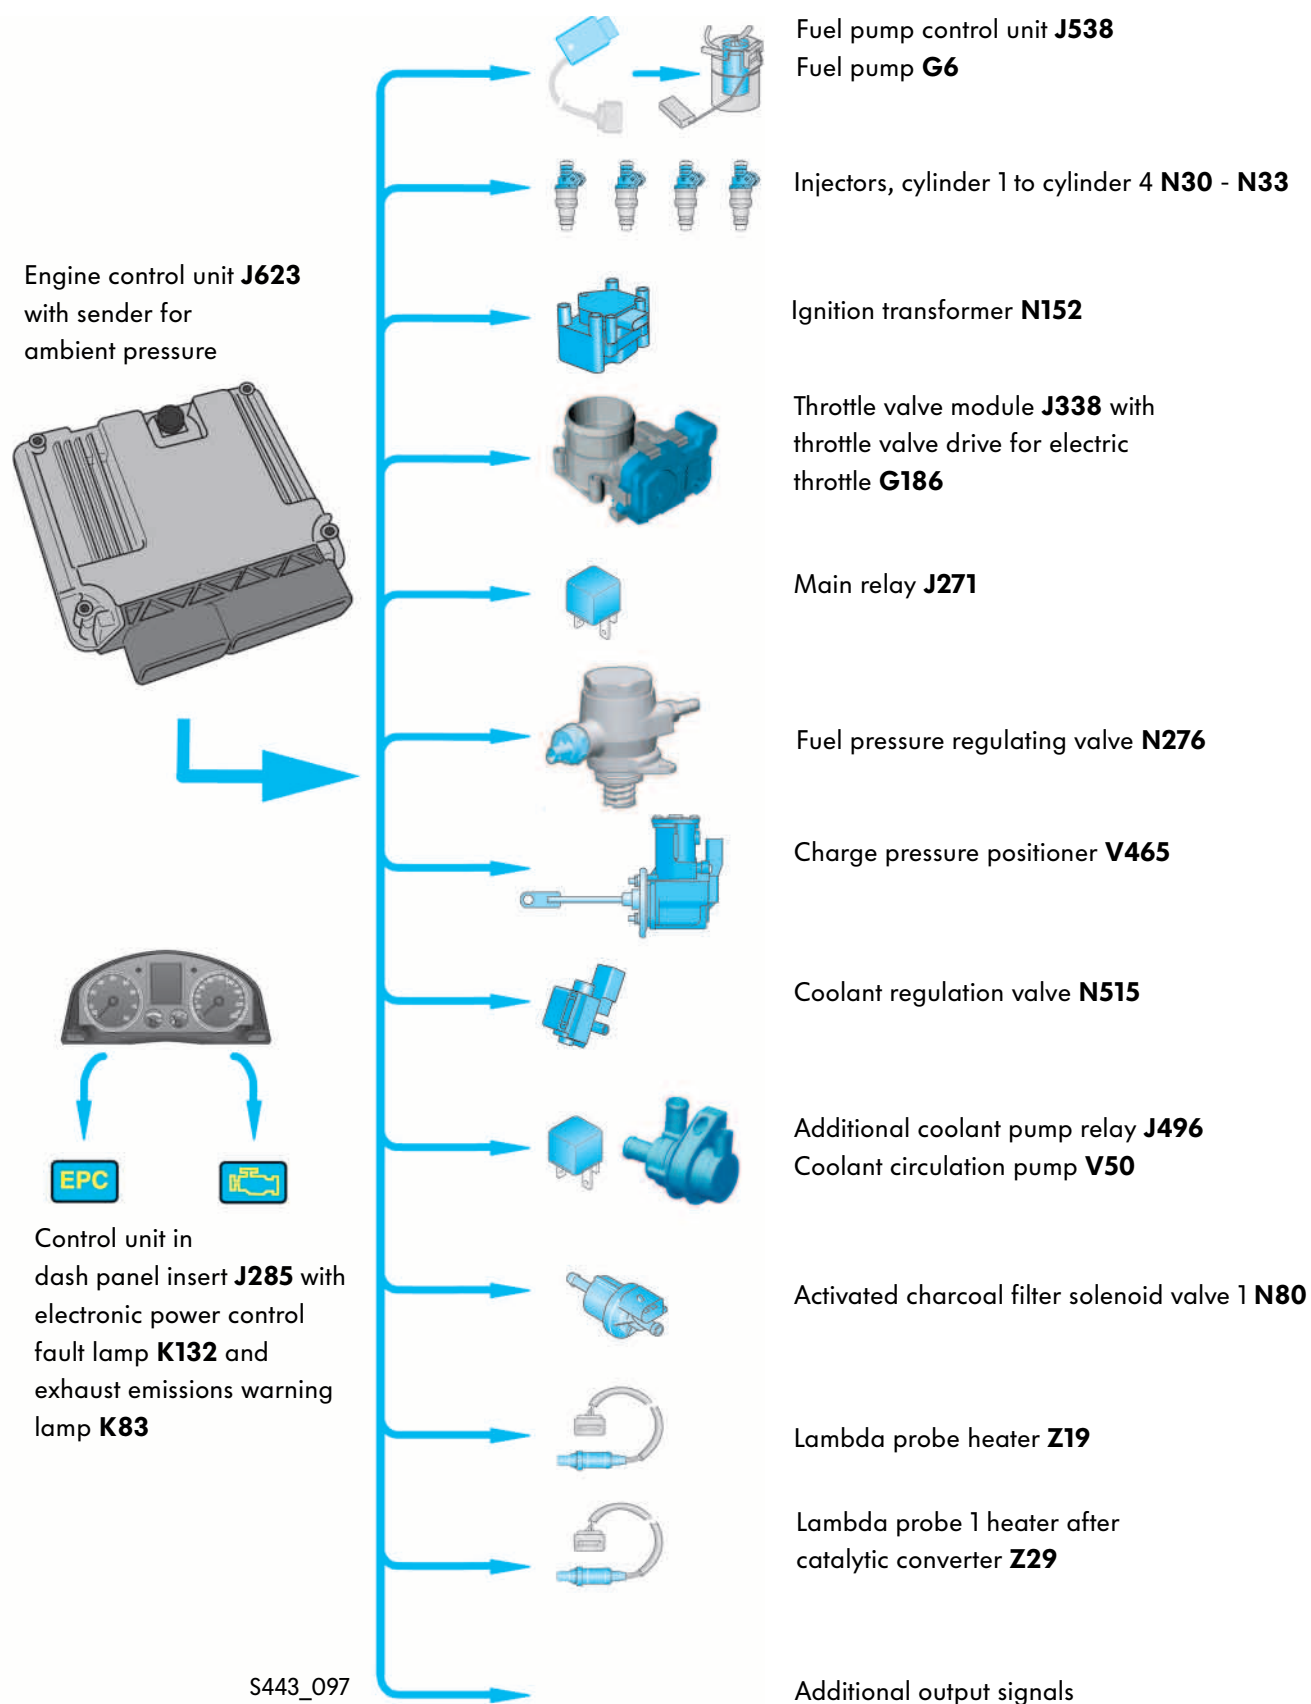 Fuel pump control unit J538
Fuel pump G6
Injectors, cylinder 1 to cylinder 4 N30 - N33
Engine control unit J623
with sender for
ambient pressure
Ignition transformer N152
Throttle valve module J338 with
throttle valve drive for electric
throttle G186
Main relay J271
Fuel pressure regulating valve N276
Charge pressure positioner V465
Coolant regulation valve N515
Additional coolant pump relay J496
Coolant circulation pump V50
EPC
Control unit in
dash panel insert J285 with
electronic power control
fault lamp K132 and
exhaust emissions warning
lamp K83
Activated charcoal filter solenoid valve 1 N80
Lambda probe heater Z19
Lambda probe 1 heater after
catalytic converter Z29
S443_097
Additional output signals